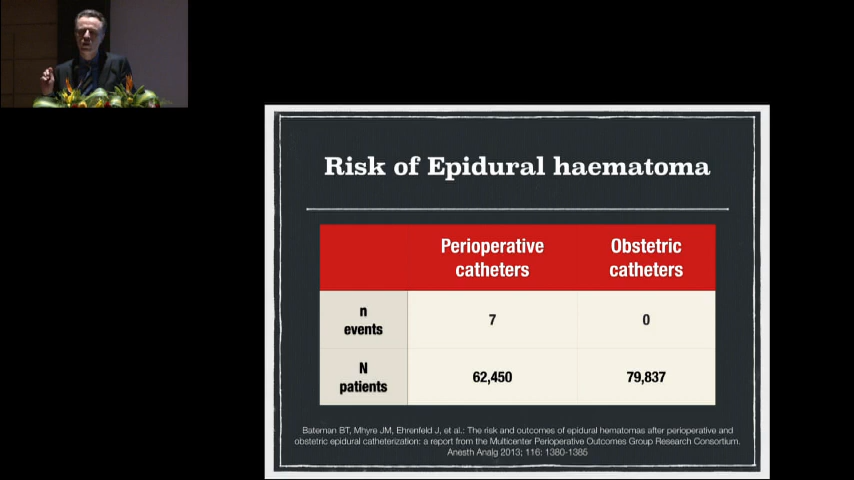 Risk of Epidural haematoma
Perioperative catheters
Obstetric catheters
n events
7
0
N patients
62,450
79,837
Bateman BT, Mhyre JM, Ehrenfeld J, et al.: The risk and outcomes of epidural hematomas after perioperative and
obstetric epidural catheterization: a report from the Multicenter Perioperative Outcomes Group Research Consortium.
Anesth Analg 2013; 116: 1380-1385